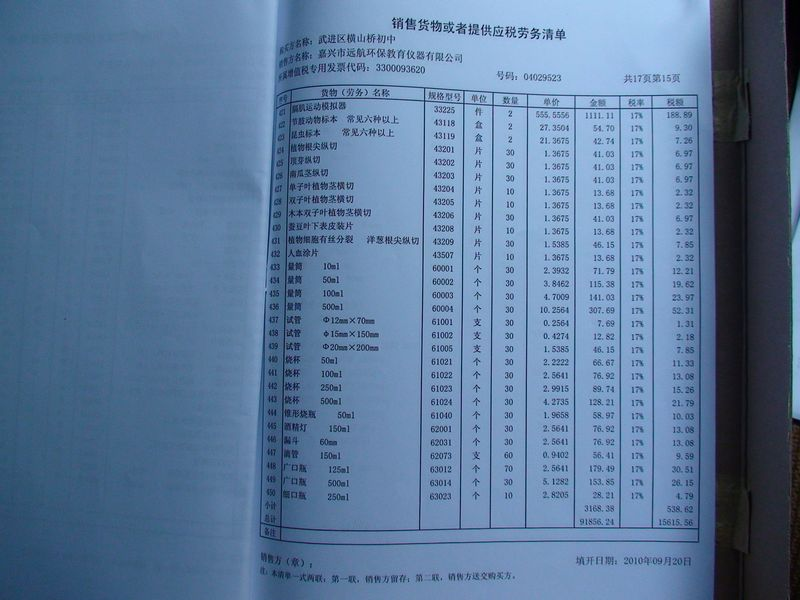 销售货物或者提供应税劳务清单
购买方名称：武进区横山桥初中
销售方名称：嘉兴市远航环保教育仪器有限公司
所属增值税专用发票代码：3300093620 号码：04029523 共17页第15页
序号 货物（劳务）名称 规格型号 单位 数量 单价 金额 税率 税额
421 膈肌运动模拟器 33225 件 2 555.5556 1111.11 17% 188.89
422 节肢动物标本 常见六种以上 43118 盒 2 27.3504 54.70 17% 9.30
423 昆虫标本 常见六种以上 43119 盒 2 21.3675 42.74 17% 7.26
424 植物根尖纵切 43201 片 30 1.3675 41.03 17% 6.97
425 顶芽纵切 43202 片 30 1.3675 41.03 17% 6.97
426 南瓜茎纵切 43203 片 30 1.3675 41.03 17% 6.97
427 单子叶植物茎横切 43204 片 10 1.3675 13.68 17% 2.32
428 双子叶植物茎横切 43205 片 10 1.3675 13.68 17% 2.32
429 木本双子叶植物茎横切 43206 片 30 1.3675 41.03 17% 6.97
430 蚕豆叶下表皮装片 43208 片 10 1.3675 13.68 17% 2.32
431 植物细胞有丝分裂 洋葱根尖纵切 43209 片 30 1.5385 46.15 17% 7.85
432 人血涂片 43507 片 10 1.3675 13.68 17% 2.32
433 量筒 10ml 60001 个 30 2.3932 71.79 17% 12.21
434 量筒 50ml 60002 个 30 3.8462 115.38 17% 19.62
435 量筒 100ml 60003 个 30 4.7009 141.03 17% 23.97
436 量筒 500ml 60004 个 30 10.2564 307.69 17% 52.31
437 试管 Φ12mm×70mm 61001 支 30 0.2564 7.69 17% 1.31
438 试管 φ15mm×150mm 61002 支 30 0.4274 12.82 17% 2.18
439 试管 Φ20mm×200mm 61005 支 30 1.5385 46.15 17% 7.85
440 烧杯 50ml 61021 个 30 2.2222 66.67 17% 11.33
441 烧杯 100ml 61022 个 30 2.5641 76.92 17% 13.08
442 烧杯 250ml 61023 个 30 2.9915 89.74 17% 15.26
443 烧杯 500ml 61024 个 30 4.2735 128.21 17% 21.79
444 锥形烧瓶 50ml 61040 个 30 1.9658 58.97 17% 10.03
445 酒精灯 150ml 62001 个 30 2.5641 76.92 17% 13.08
446 漏斗 60mm 62031 个 30 2.5641 76.92 17% 13.08
447 滴管 150ml 62073 支 60 0.9402 56.41 17% 9.59
448 广口瓶 125ml 63012 个 70 2.5641 179.49 17% 30.51
449 广口瓶 500ml 63014 个 30 5.1282 153.85 17% 26.15
450 细口瓶 250ml 63023 个 10 2.8205 28.21 17% 4.79
小计 3168.38 538.62
总计 91856.24 15615.56
备注
销售方（章）： 填开日期：2010年09月20日
注：本清单一式两联：第一联，销售方留存；第二联，销售方送交购买方。